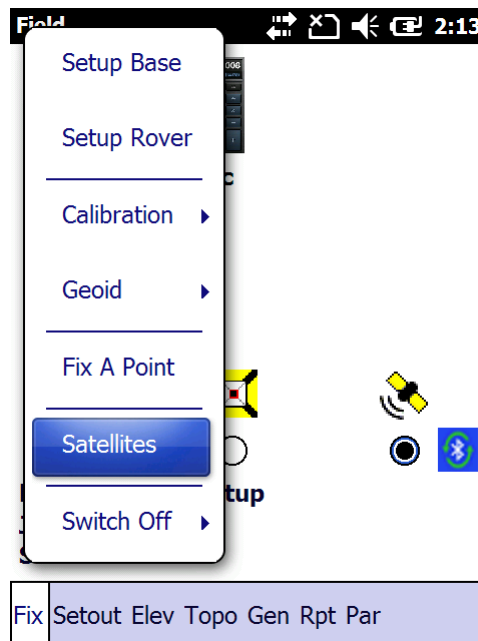 Field
2:13
Setup Base
Setup Rover
Calibration
Geoid
Fix A Point
Satellites
Switch Off
tup
Fix Setout Elev Topo Gen Rpt Par